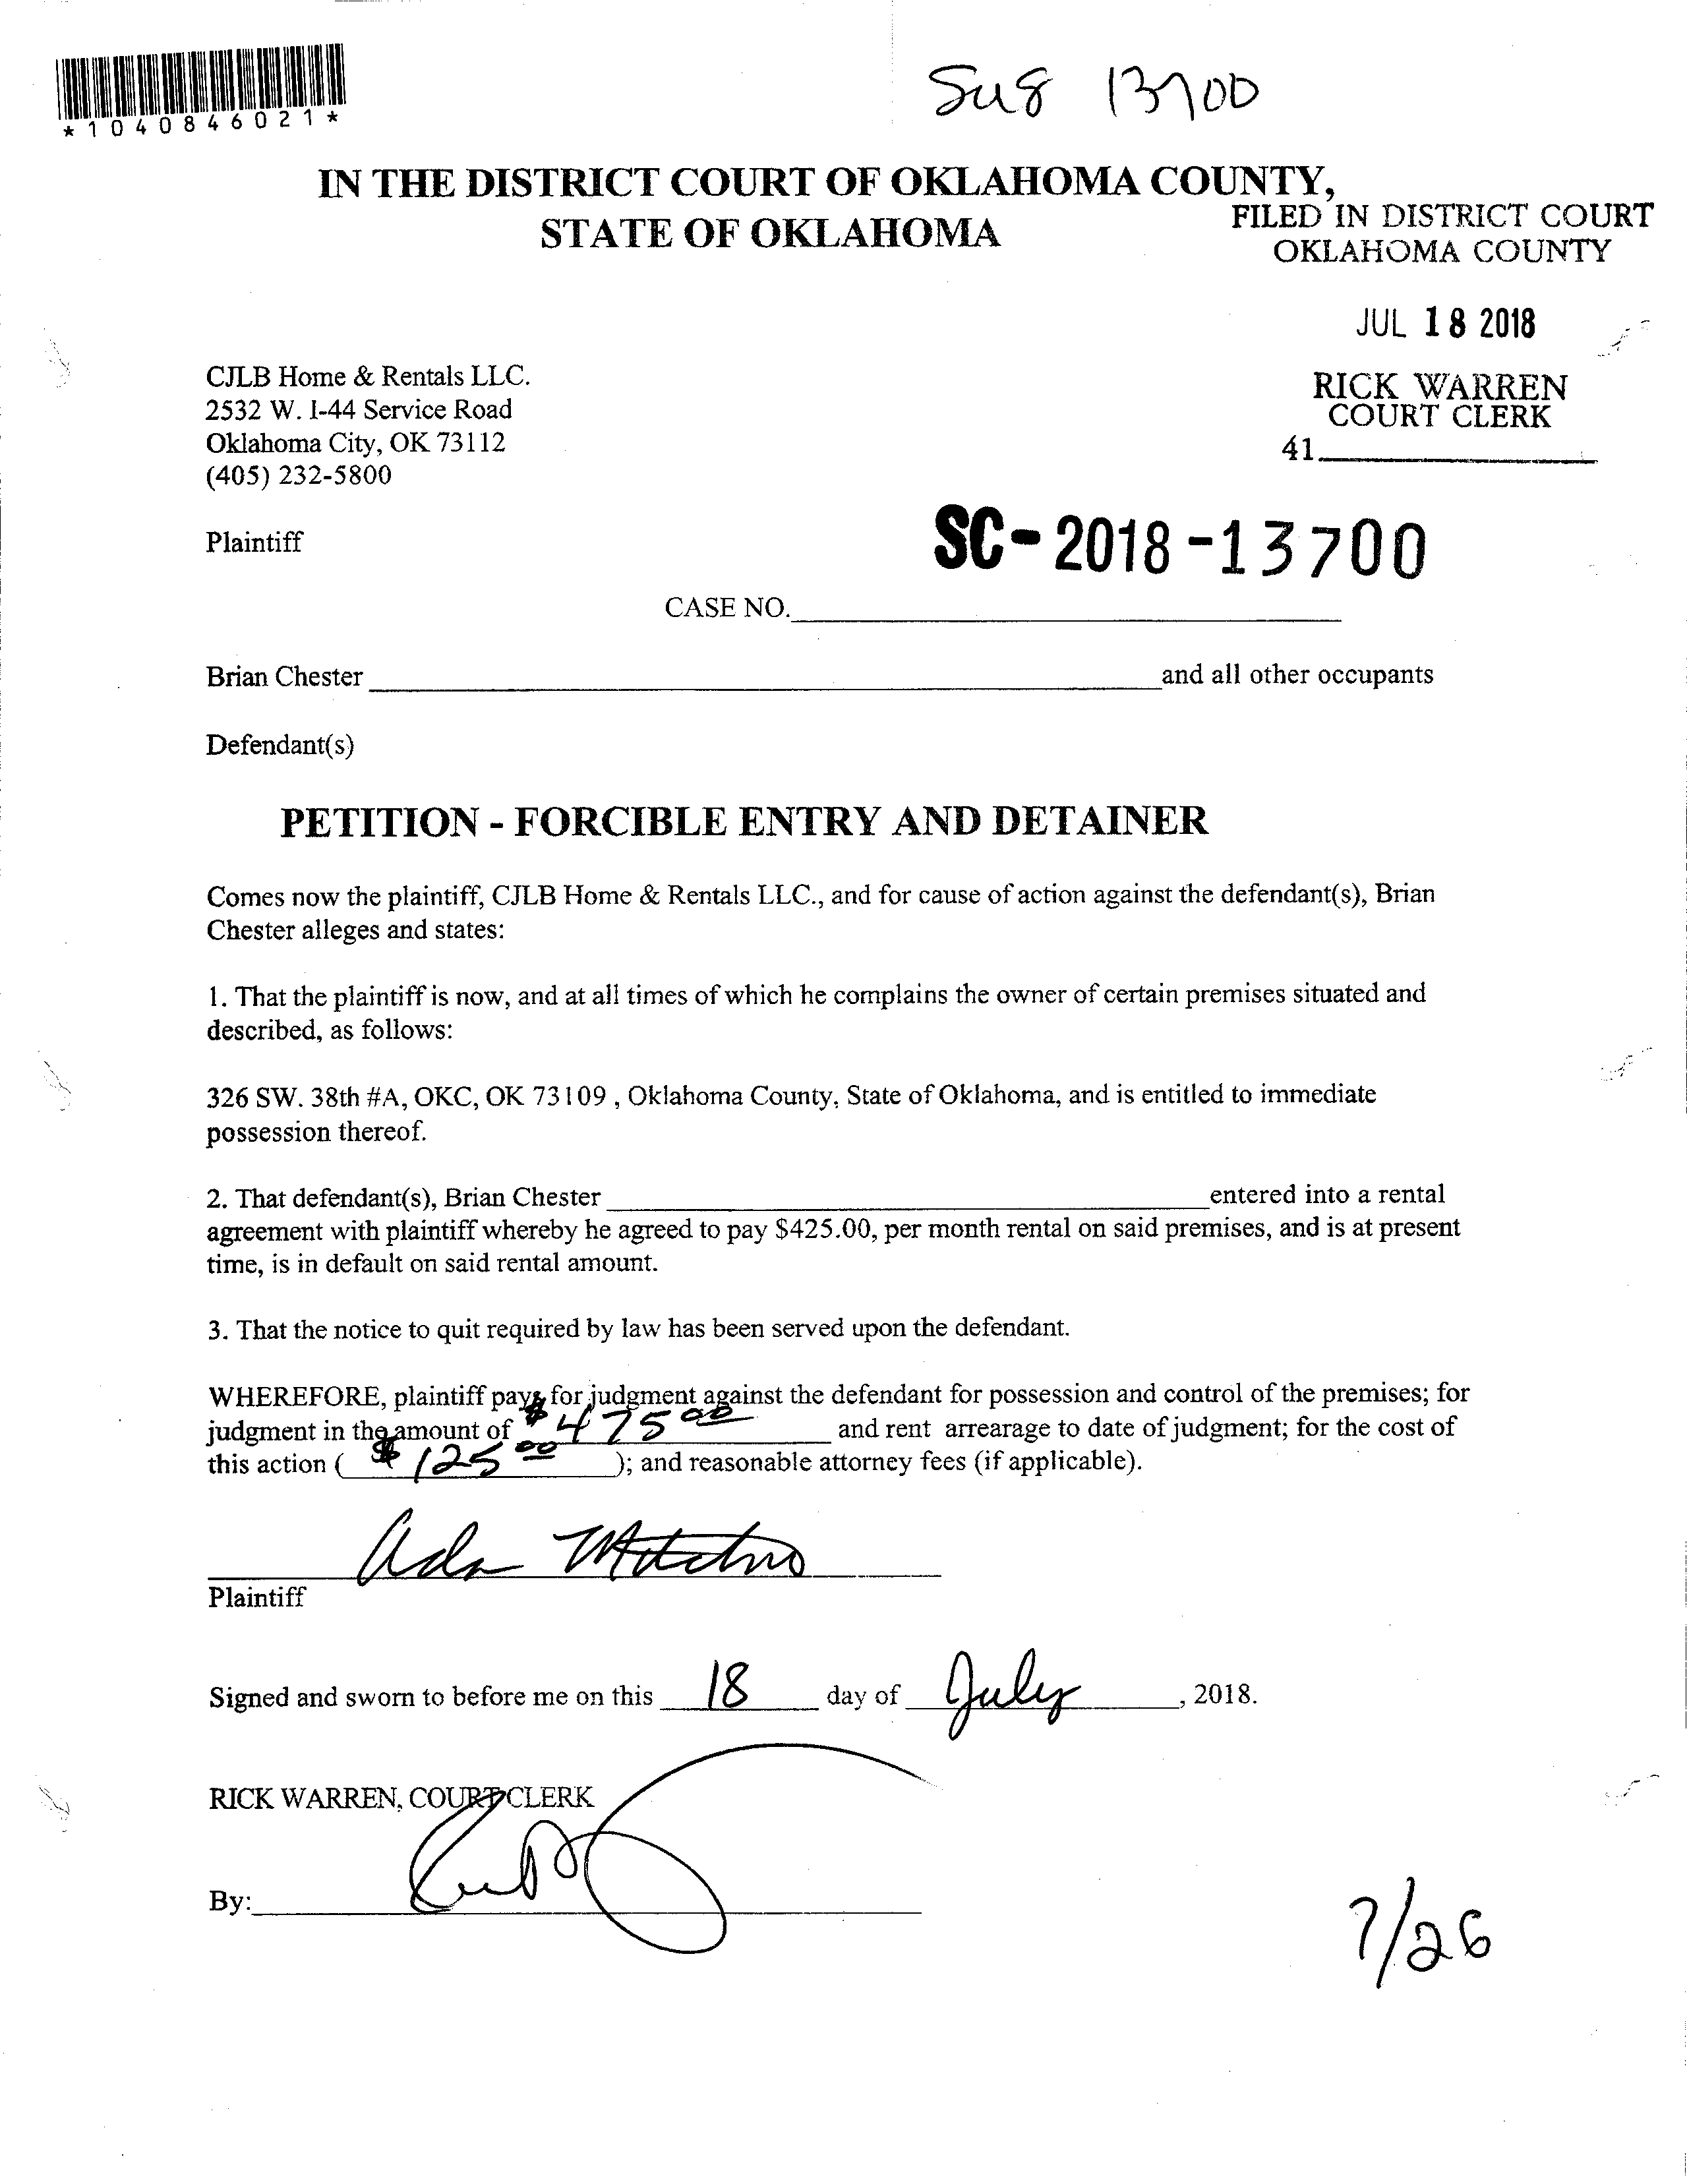 *1040846021*
13700
IN THE DISTRICT COURT OF OKLAHOMA COUNTY,
STATE OF OKLAHOMA
FILED IN DISTRICT COURT
OKLAHOMA COUNTY
JUL 18 2018
RICK WARREN
COURT CLERK
41
CJLB Home & Rentals LLC.
2532 W. I-44 Service Road
Oklahoma City, OK 73112
(405) 232-5800
Plaintiff
SC-2018-13700
CASE NO.
Brian Chester and all other occupants
Defendant(s)
PETITION - FORCIBLE ENTRY AND DETAINER
Comes now the plaintiff, CJLB Home & Rentals LLC., and for cause of action against the defendant(s), Brian
Chester alleges and states:
1. That the plaintiff is now, and at all times of which he complains the owner of certain premises situated and
described, as follows:
326 SW. 38th #A, OKC, OK 73109 , Oklahoma County, State of Oklahoma, and is entitled to immediate
possession thereof.
2. That defendant(s), Brian Chester entered into a rental
agreement with plaintiff whereby he agreed to pay $425.00, per month rental on said premises, and is at present
time, is in default on said rental amount.
3. That the notice to quit required by law has been served upon the defendant.
WHEREFORE, plaintiff pays for judgment against the defendant for possession and control of the premises; for
judgment in the amount of $475.00 and rent arrearage to date of judgment; for the cost of
this action ( $125.00 ); and reasonable attorney fees (if applicable).
Plaintiff
Signed and sworn to before me on this 18 day of July, 2018.
RICK WARREN, COURT CLERK
By:
7/26